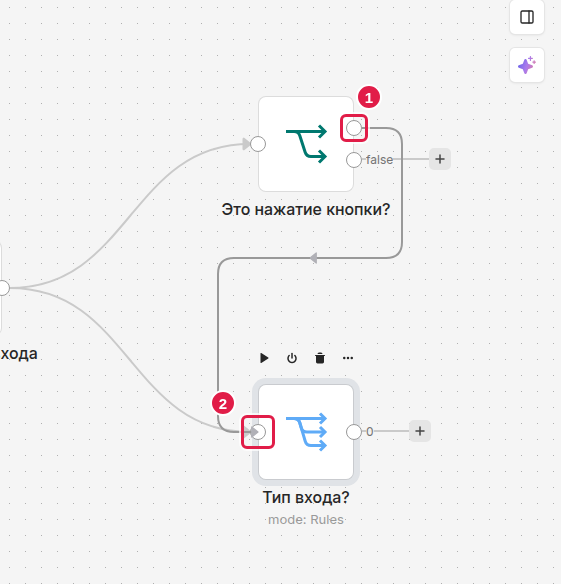 1
false
Это нажатие кнопки?
хода
2
0
Тип входа?
mode: Rules